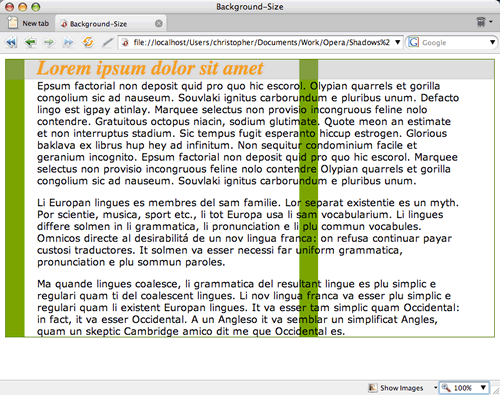 Background-Size
New tab
Background-Size
file://localhost/Users/christopher/Documents/Work/Opera/Shadows%2
Google
Lorem ipsum dolor sit amet
Epsum factorial non deposit quid pro quo hic escorol. Olypian quarrels et gorilla
congolium sic ad nauseum. Souvlaki ignitus carborundum e pluribus unum. Defacto
lingo est igpay atinlay. Marquee selectus non provisio incongruous feline nolo
contendre. Gratuitous octopus niacin, sodium glutimate. Quote meon an estimate
et non interruptus stadium. Sic tempus fugit esperanto hiccup estrogen. Glorious
baklava ex librus hup hey ad infinitum. Non sequitur condominium facile et
geranium incognito. Epsum factorial non deposit quid pro quo hic escorol. Marquee
selectus non provisio incongruous feline nolo contendre Olypian quarrels et gorilla
congolium sic ad nauseum. Souvlaki ignitus carborundum e pluribus unum.
Li Europan lingues es membres del sam familie. Lor separat existentie es un myth.
Por scientie, musica, sport etc., li tot Europa usa li sam vocabularium. Li lingues
differe solmen in li grammatica, li pronunciation e li plu commun vocabules.
Omnicos directe al desirabilitá de un nov lingua franca: on refusa continuar payar
custosi traductores. It solmen va esser necessi far uniform grammatica,
pronunciation e plu sommun paroles.
Ma quande lingues coalesce, li grammatica del resultant lingue es plu simplic e
regulari quam ti del coalescent lingues. Li nov lingua franca va esser plu simplic e
regulari quam li existent Europan lingues. It va esser tam simplic quam Occidental:
in fact, it va esser Occidental. A un Angleso it va semblar un simplificat Angles,
quam un skeptic Cambridge amico dit me que Occidental es.
Show Images
100%